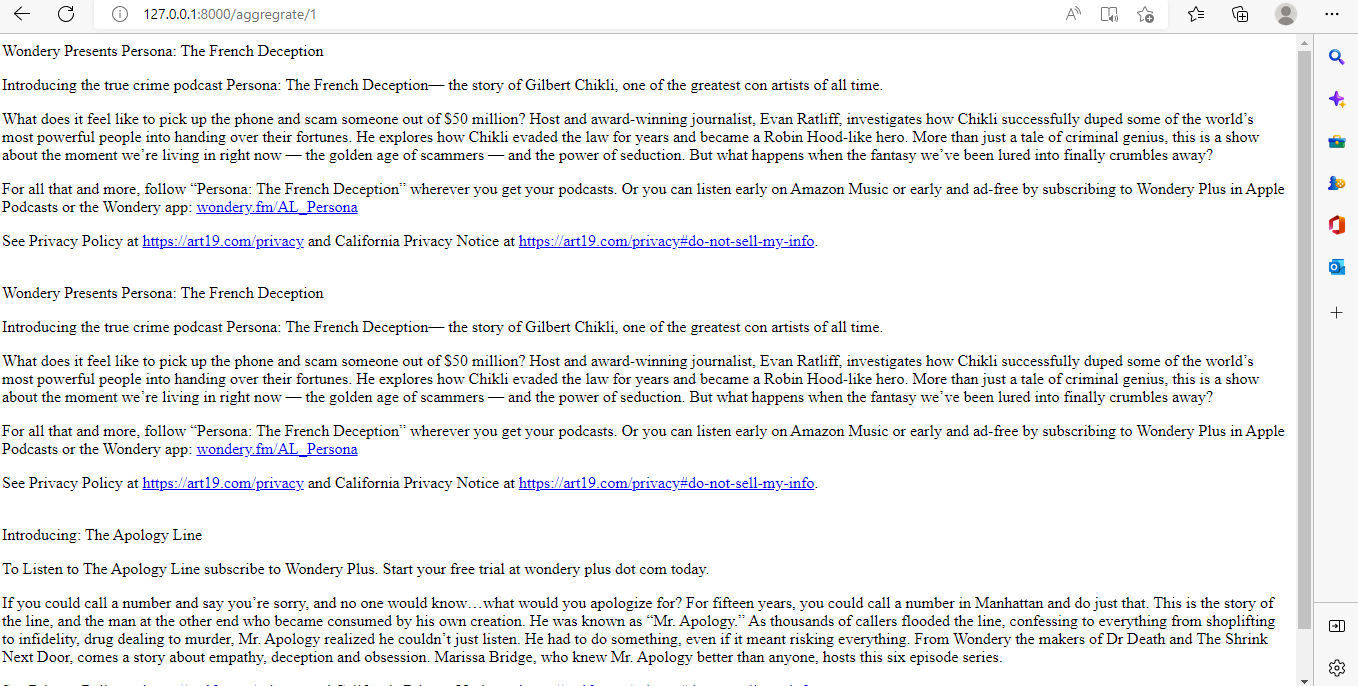 127.0.0.1:8000/aggregrate/1
Wondery Presents Persona: The French Deception
Introducing the true crime podcast Persona: The French Deception— the story of Gilbert Chikli, one of the greatest con artists of all time.
What does it feel like to pick up the phone and scam someone out of $50 million? Host and award-winning journalist, Evan Ratliff, investigates how Chikli successfully duped some of the world’s
most powerful people into handing over their fortunes. He explores how Chikli evaded the law for years and became a Robin Hood-like hero. More than just a tale of criminal genius, this is a show
about the moment we’re living in right now — the golden age of scammers — and the power of seduction. But what happens when the fantasy we’ve been lured into finally crumbles away?
For all that and more, follow “Persona: The French Deception” wherever you get your podcasts. Or you can listen early on Amazon Music or early and ad-free by subscribing to Wondery Plus in Apple
Podcasts or the Wondery app: wondery.fm/AL_Persona
See Privacy Policy at https://art19.com/privacy and California Privacy Notice at https://art19.com/privacy#do-not-sell-my-info.
Wondery Presents Persona: The French Deception
Introducing the true crime podcast Persona: The French Deception— the story of Gilbert Chikli, one of the greatest con artists of all time.
What does it feel like to pick up the phone and scam someone out of $50 million? Host and award-winning journalist, Evan Ratliff, investigates how Chikli successfully duped some of the world’s
most powerful people into handing over their fortunes. He explores how Chikli evaded the law for years and became a Robin Hood-like hero. More than just a tale of criminal genius, this is a show
about the moment we’re living in right now — the golden age of scammers — and the power of seduction. But what happens when the fantasy we’ve been lured into finally crumbles away?
For all that and more, follow “Persona: The French Deception” wherever you get your podcasts. Or you can listen early on Amazon Music or early and ad-free by subscribing to Wondery Plus in Apple
Podcasts or the Wondery app: wondery.fm/AL_Persona
See Privacy Policy at https://art19.com/privacy and California Privacy Notice at https://art19.com/privacy#do-not-sell-my-info.
Introducing: The Apology Line
To Listen to The Apology Line subscribe to Wondery Plus. Start your free trial at wondery plus dot com today.
If you could call a number and say you’re sorry, and no one would know…what would you apologize for? For fifteen years, you could call a number in Manhattan and do just that. This is the story of
the line, and the man at the other end who became consumed by his own creation. He was known as “Mr. Apology.” As thousands of callers flooded the line, confessing to everything from shoplifting
to infidelity, drug dealing to murder, Mr. Apology realized he couldn’t just listen. He had to do something, even if it meant risking everything. From Wondery the makers of Dr Death and The Shrink
Next Door, comes a story about empathy, deception and obsession. Marissa Bridge, who knew Mr. Apology better than anyone, hosts this six episode series.